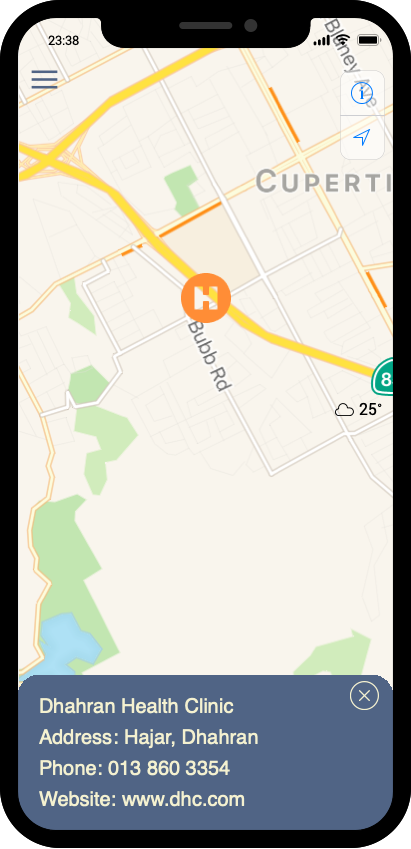 23:38
Blaney Ave
CUPERTI
H
Bubb Rd
8
25°
Dhahran Health Clinic
Address: Hajar, Dhahran
Phone: 013 860 3354
Website: www.dhc.com